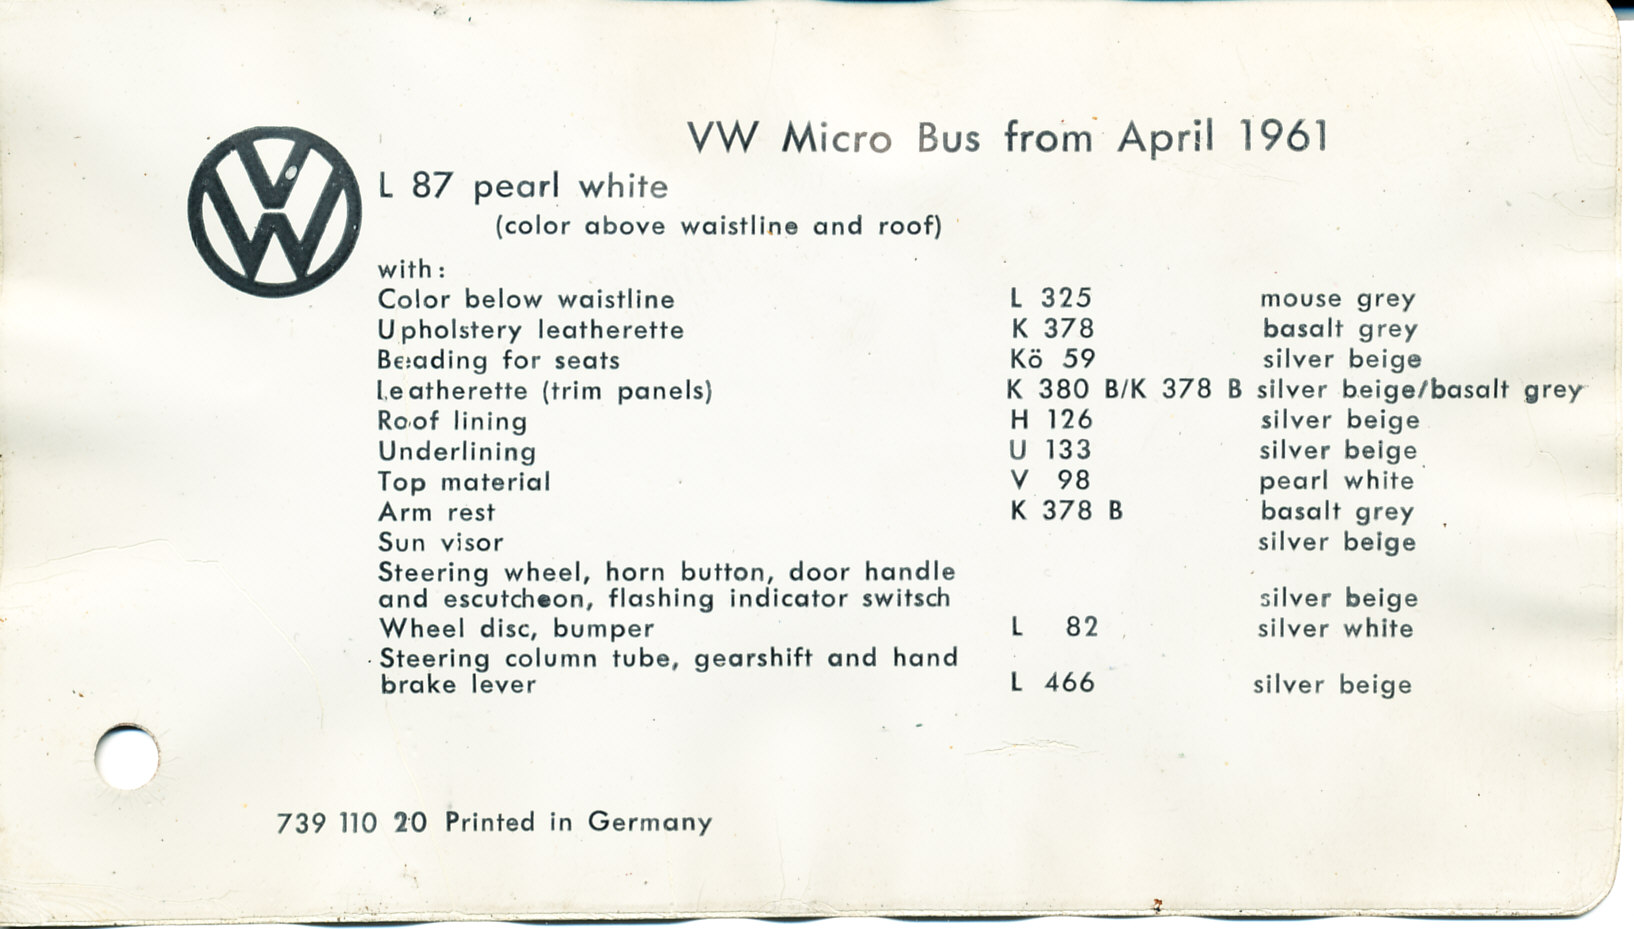 VW Micro Bus from April 1961
L 87 pearl white
(color above waistline and roof)
with:
Color below waistline L 325 mouse grey
Upholstery leatherette K 378 basalt grey
Beading for seats Kö 59 silver beige
Leatherette (trim panels) K 380 B/K 378 B silver beige/basalt grey
Roof lining H 126 silver beige
Underlining U 133 silver beige
Top material V 98 pearl white
Arm rest K 378 B basalt grey
Sun visor silver beige
Steering wheel, horn button, door handle
and escutcheon, flashing indicator switsch silver beige
Wheel disc, bumper L 82 silver white
Steering column tube, gearshift and hand
brake lever L 466 silver beige
739 110 20 Printed in Germany